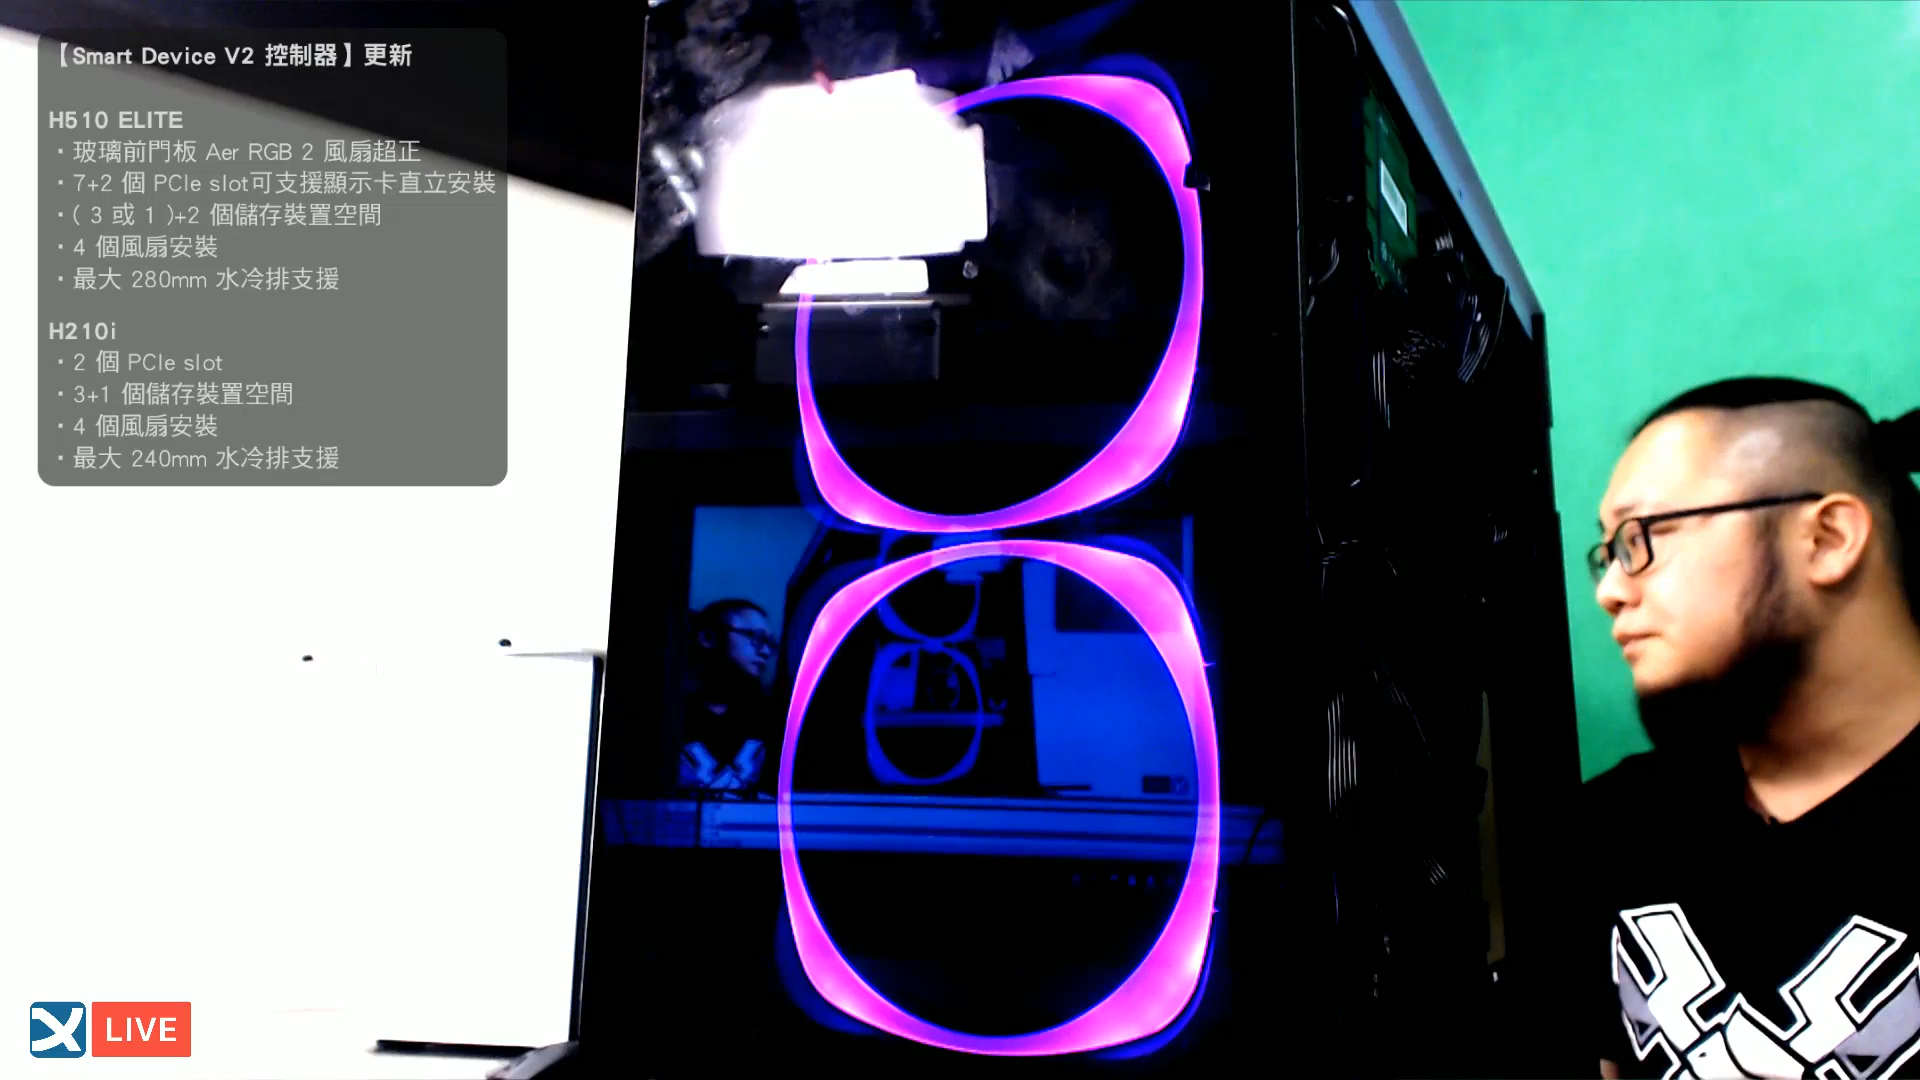 【Smart Device V2 控制器】更新
H510 ELITE
・玻璃前門板 Aer RGB 2 風扇超正
・7+2 個 PCIe slot可支援顯示卡直立安裝
・( 3 或 1 )+2 個儲存裝置空間
・4 個風扇安裝
・最大 280mm 水冷排支援
H210i
・2 個 PCIe slot
・3+1 個儲存裝置空間
・4 個風扇安裝
・最大 240mm 水冷排支援
LIVE